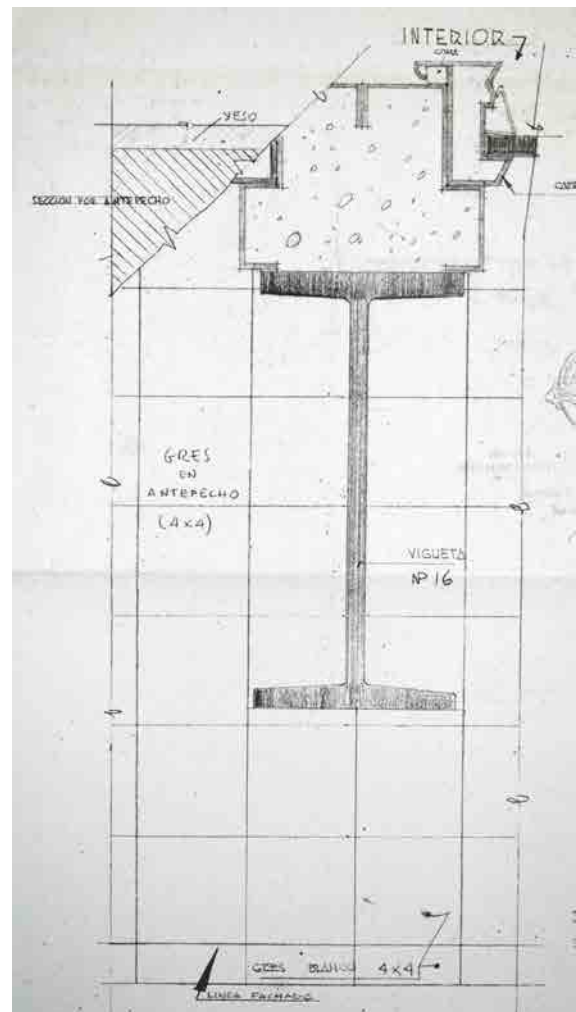 INTERIOR
YESO
SECCION POR ANTEPECHO
GRES
EN
ANTEPECHO
(4x4)
VIGUETA
Nº 16
GRES BLANCO 4x4
LINEA FACHADA